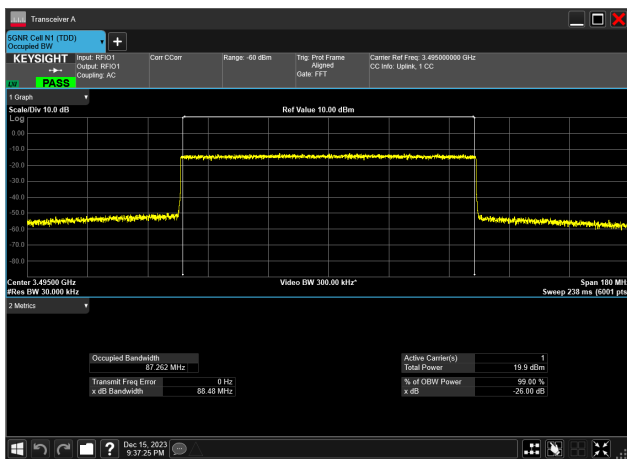 Transceiver A
5GNR Cell N1 (TDD)
Occupied BW
KEYSIGHT
PASS
Input: RFIO1
Output: RFIO1
Coupling: AC
Corr CCorr
Range: -60 dBm
Trig: Prot Frame
Aligned
Gate: FFT
Carrier Ref Freq: 3.495000000 GHz
CC Info: Uplink, 1 CC
1 Graph
Scale/Div 10.0 dB
Ref Value 10.00 dBm
Log
0.00
-10.0
-20.0
-30.0
-40.0
-50.0
-60.0
-70.0
-80.0
Center 3.49500 GHz
Video BW 300.00 kHz*
Span 180 MHz
#Res BW 30.000 kHz
Sweep 238 ms (6001 pts
2 Metrics
Occupied Bandwidth
87.262 MHz
Active Carrier(s) 1
Total Power 19.9 dBm
Transmit Freq Error 0 Hz
x dB Bandwidth 88.48 MHz
% of OBW Power 99.00 %
x dB -26.00 dB
?
Dec 15, 2023
9:37:25 PM